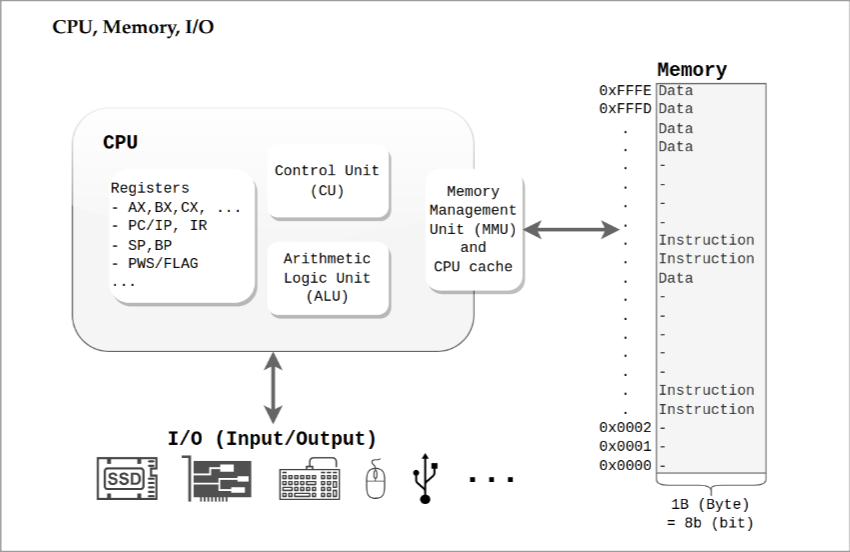 CPU, Memory, I/O
CPU
Registers
- AX,BX,CX, ...
- PC/IP, IR
- SP,BP
- PWS/FLAG
...
Control Unit
(CU)
Arithmetic
Logic Unit
(ALU)
Memory
Management
Unit (MMU)
and
CPU cache
Memory
0xFFFE Data
0xFFFD Data
. Data
. Data
. -
. -
. -
. -
. Instruction
. Instruction
. Data
. -
. -
. -
. -
. -
. Instruction
. Instruction
0x0002 -
0x0001 -
0x0000 -
1B (Byte)
= 8b (bit)
I/O (Input/Output)
SSD
...